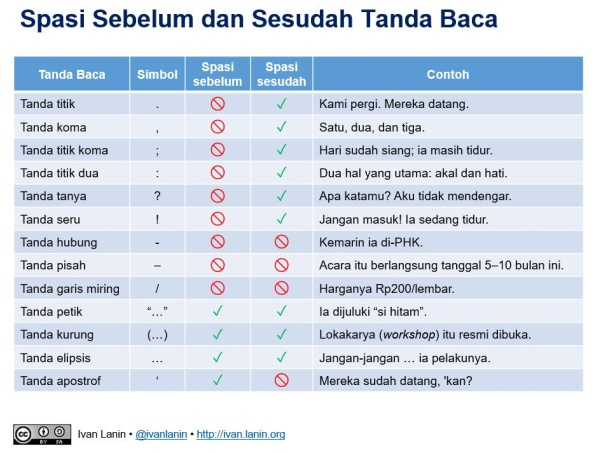 Spasi Sebelum dan Sesudah Tanda Baca
Tanda Baca Simbol Spasi sebelum Spasi sesudah Contoh
Tanda titik . ✓ Kami pergi. Mereka datang.
Tanda koma , ✓ Satu, dua, dan tiga.
Tanda titik koma ; ✓ Hari sudah siang; ia masih tidur.
Tanda titik dua : ✓ Dua hal yang utama: akal dan hati.
Tanda tanya ? ✓ Apa katamu? Aku tidak mendengar.
Tanda seru ! ✓ Jangan masuk! Ia sedang tidur.
Tanda hubung - Kemarin ia di-PHK.
Tanda pisah – Acara itu berlangsung tanggal 5–10 bulan ini.
Tanda garis miring / Harganya Rp200/lembar.
Tanda petik “…” ✓ ✓ Ia dijuluki “si hitam”.
Tanda kurung (…) ✓ ✓ Lokakarya (workshop) itu resmi dibuka.
Tanda elipsis … ✓ ✓ Jangan-jangan … ia pelakunya.
Tanda apostrof ‘ ✓ Mereka sudah datang, 'kan?
cc BY SA Ivan Lanin • @ivanlanin • http://ivan.lanin.org